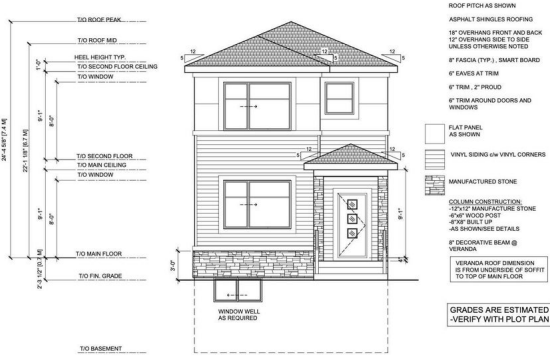 T/O ROOF PEAK
T/O ROOF MID
HEEL HEIGHT TYP.
T/O SECOND FLOOR CEILING
T/O WINDOW
T/O SECOND FLOOR
T/O MAIN CEILING
T/O WINDOW
T/O MAIN FLOOR
T/O FIN. GRADE
T/O BASEMENT
24'-4 5/8" [7.4 M]
22'-1 1/8" [6.7 M]
2'-3 1/2" [0.7 M]
1'-0"
9'-1"
8'-0"
9'-1"
8'-0"
3'-0"
9'-1"
12
5
12
5
12
5
12
5
12
5
WINDOW WELL
AS REQUIRED
ROOF PITCH AS SHOWN
ASPHALT SHINGLES ROOFING
18" OVERHANG FRONT AND BACK
12" OVERHANG SIDE TO SIDE
UNLESS OTHERWISE NOTED
8" FASCIA (TYP.) , SMART BOARD
6" EAVES AT TRIM
6" TRIM , 2" PROUD
6" TRIM AROUND DOORS AND
WINDOWS
FLAT PANEL
AS SHOWN
VINYL SIDING c/w VINYL CORNERS
MANUFACTURED STONE
COLUMN CONSTRUCTION:
-12"x12" MANUFACTURE STONE
-6"x6" WOOD POST
-8"X8" BUILT UP
-AS SHOWN/SEE DETAILS
8" DECORATIVE BEAM @
VERANDA
VERANDA ROOF DIMENSION
IS FROM UNDERSIDE OF SOFFIT
TO TOP OF MAIN FLOOR
GRADES ARE ESTIMATED
-VERIFY WITH PLOT PLAN